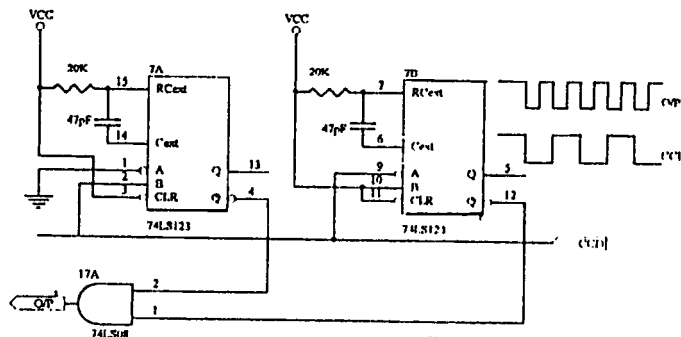 VCC
20K
15
7A
RCext
47pF
14
Cext
1
A
2
B
3
CLR
Q
13
Q
4
74LS123
VCC
20K
7
7B
RCext
47pF
6
Cext
9
A
10
B
11
CLR
Q
5
Q
12
O/P
17A
2
1
O/P
3
74LS08